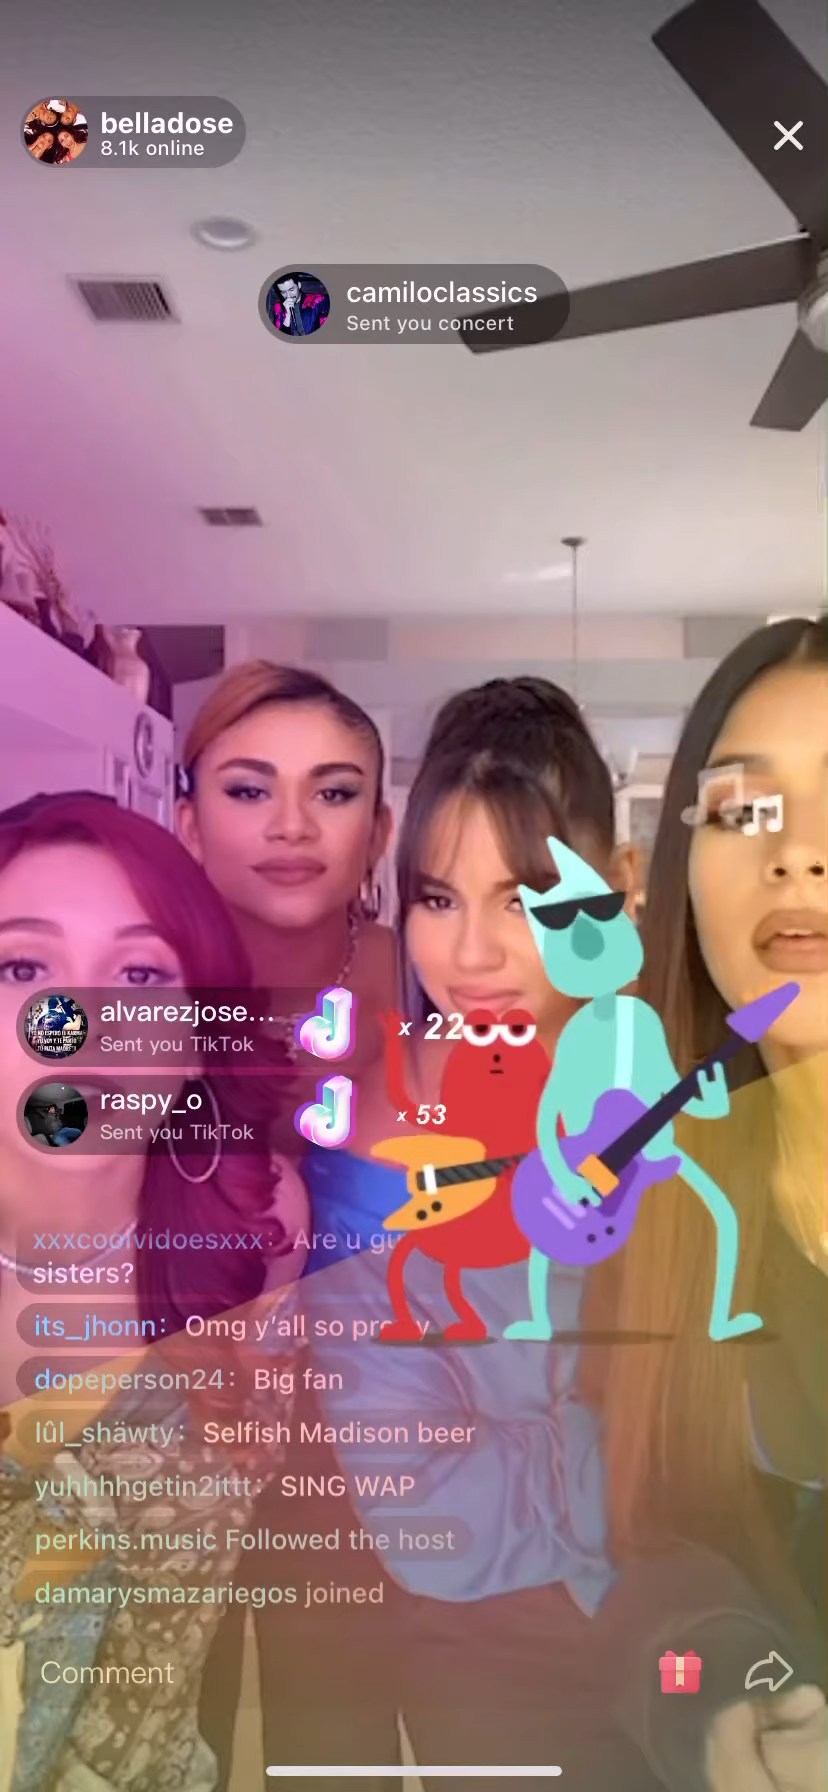 belladose
8.1k online
camiloclassics
Sent you concert
alvarezjose...
Sent you TikTok
x 22
raspy_o
Sent you TikTok
x 53
xxxcoolvidoesxxx: Are u
sisters?
its_jhonn: Omg y'all so
dopeperson24: Big fan
lûl_shäwty: Selfish Madison beer
yuhhhhgetin2ittt: SING WAP
perkins.music Followed the host
damarysmazariegos joined
Comment